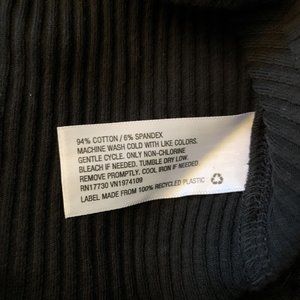 94% COTTON / 6% SPANDEX
MACHINE WASH COLD WITH LIKE COLORS.
GENTLE CYCLE. ONLY NON-CHLORINE
BLEACH IF NEEDED. TUMBLE DRY LOW.
REMOVE PROMPTLY. COOL IRON IF NEEDED
RN17730 VN1974109
LABEL MADE FROM 100% RECYCLED PLASTIC